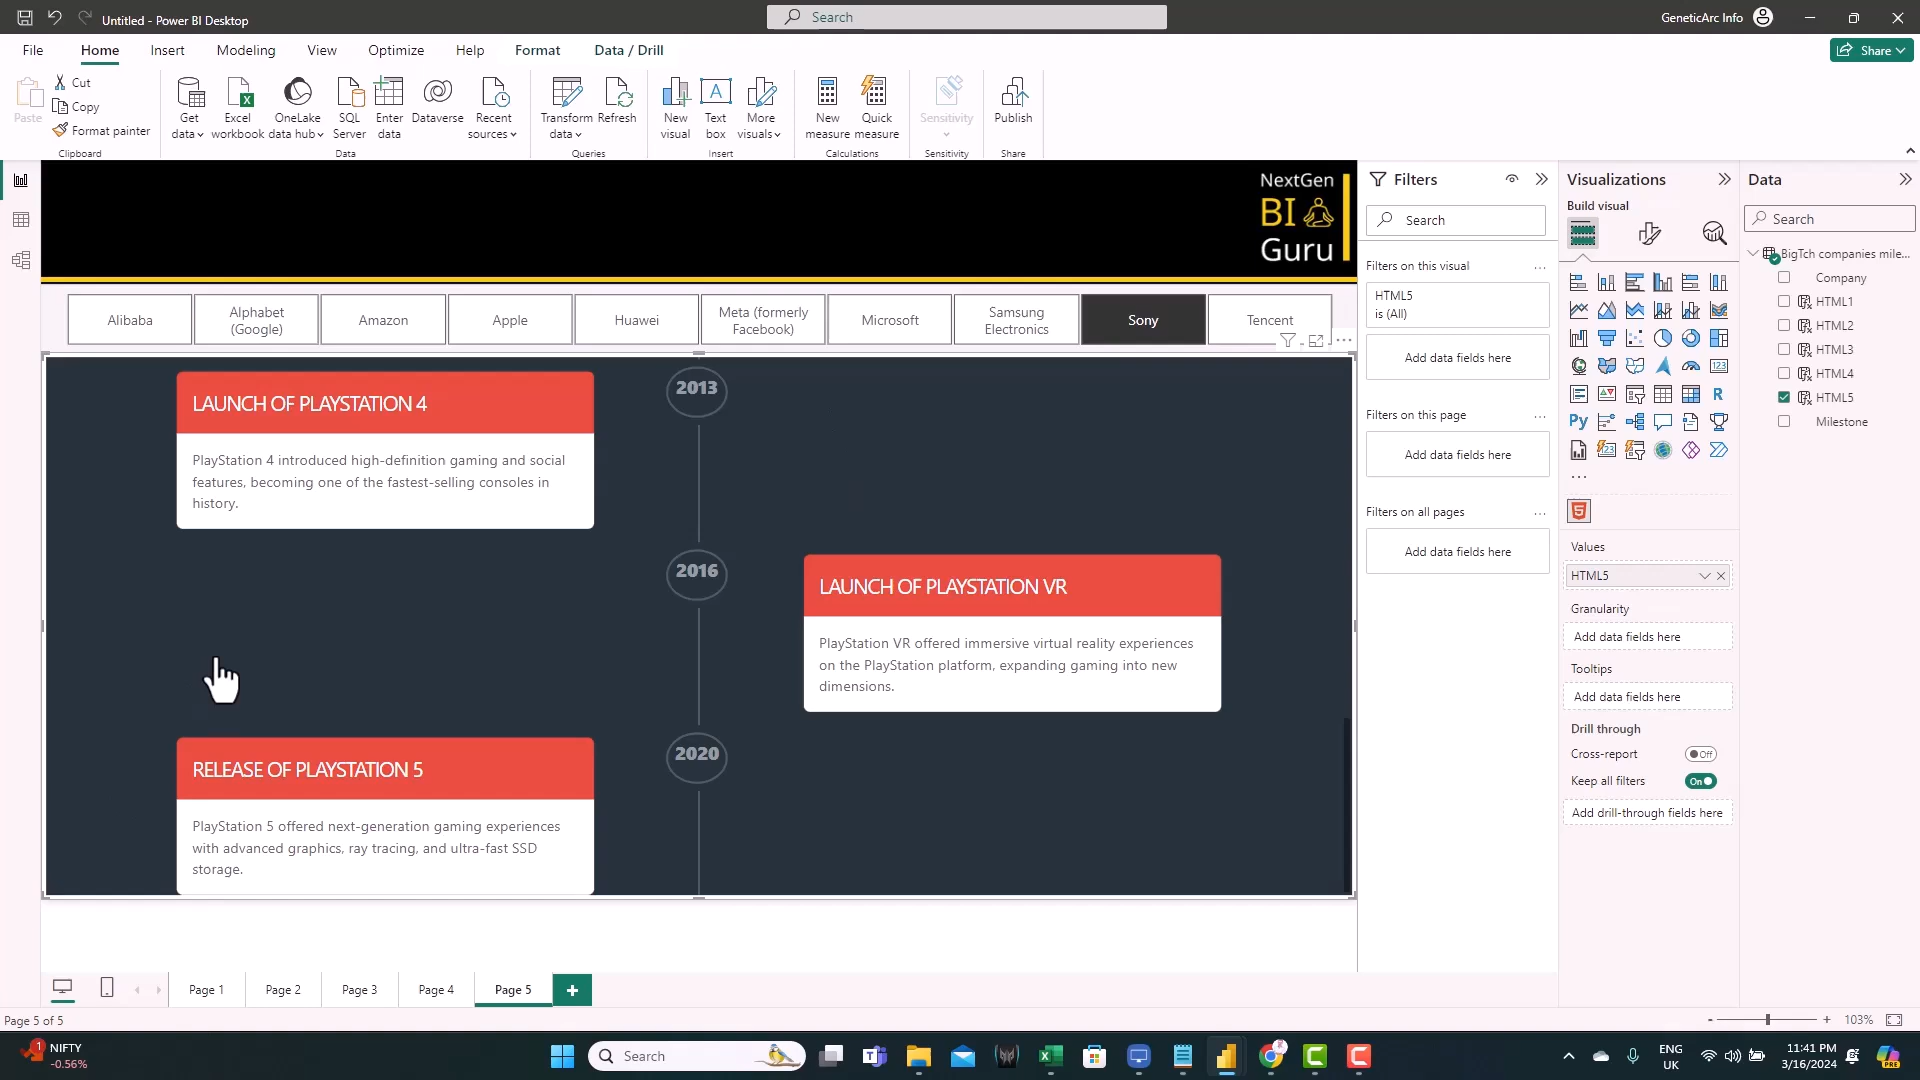 Untitled - Power BI Desktop
Search
GeneticArc Info
File
Home
Insert
Modeling
View
Optimize
Help
Format
Data / Drill
Share
Paste
Cut
Copy
Format painter
Clipboard
Get data
Excel workbook
OneLake data hub
SQL Server
Enter data
Dataverse
Recent sources
Data
Transform data
Refresh
Queries
New visual
Text box
More visuals
Insert
New measure
Quick measure
Calculations
Sensitivity
Sensitivity
Publish
Share
NextGen
BI
Guru
Alibaba
Alphabet
(Google)
Amazon
Apple
Huawei
Meta (formerly
Facebook)
Microsoft
Samsung
Electronics
Sony
Tencent
2013
LAUNCH OF PLAYSTATION 4
PlayStation 4 introduced high-definition gaming and social
features, becoming one of the fastest-selling consoles in
history.
2016
LAUNCH OF PLAYSTATION VR
PlayStation VR offered immersive virtual reality experiences
on the PlayStation platform, expanding gaming into new
dimensions.
2020
RELEASE OF PLAYSTATION 5
PlayStation 5 offered next-generation gaming experiences
with advanced graphics, ray tracing, and ultra-fast SSD
storage.
Filters
Search
Filters on this visual
HTML5
is (All)
Add data fields here
Filters on this page
Add data fields here
Filters on all pages
Add data fields here
Visualizations
Build visual
123
R
Py
123
Values
HTML5
Granularity
Add data fields here
Tooltips
Add data fields here
Drill through
Cross-report
Off
Keep all filters
On
Add drill-through fields here
Data
Search
BigTch companies mile...
Company
HTML1
HTML2
HTML3
HTML4
HTML5
Milestone
Page 1
Page 2
Page 3
Page 4
Page 5
Page 5 of 5
103%
1
NIFTY
-0.56%
Search
ENG
UK
11:41 PM
3/16/2024
PRE